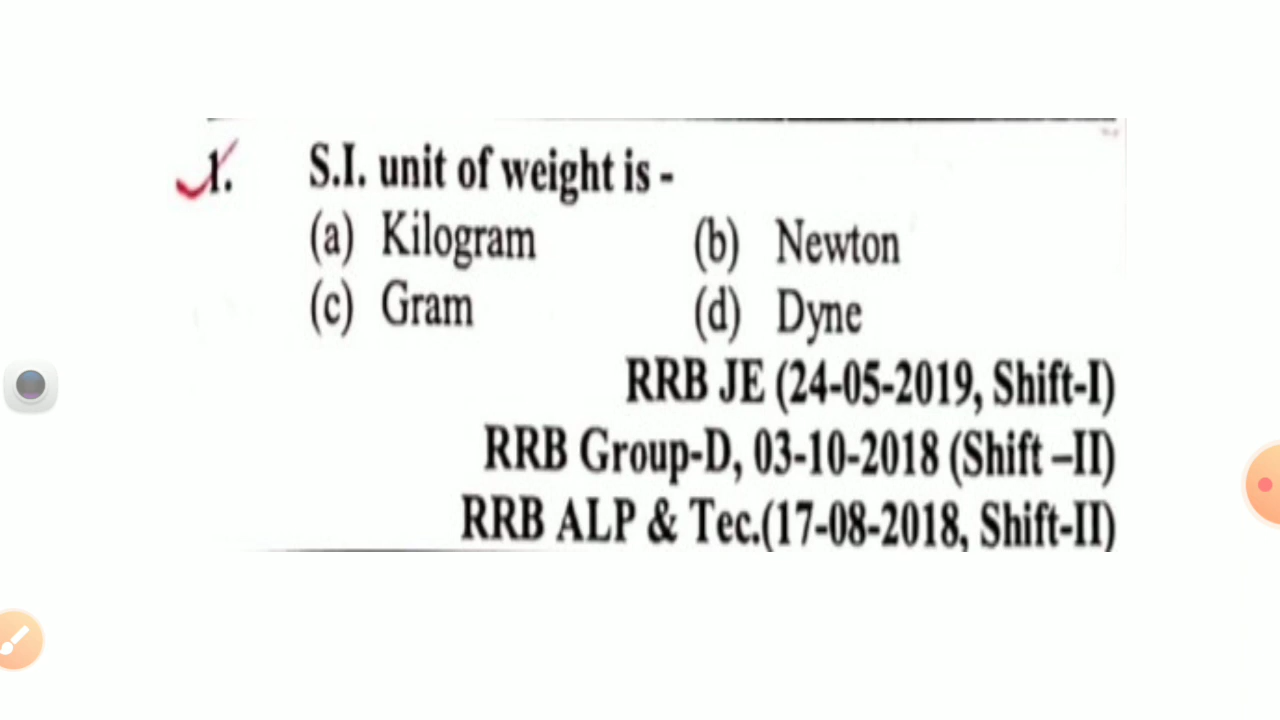 1. S.I. unit of weight is -
(a) Kilogram (b) Newton
(c) Gram (d) Dyne
RRB JE (24-05-2019, Shift-I)
RRB Group-D, 03-10-2018 (Shift –II)
RRB ALP & Tec.(17-08-2018, Shift-II)